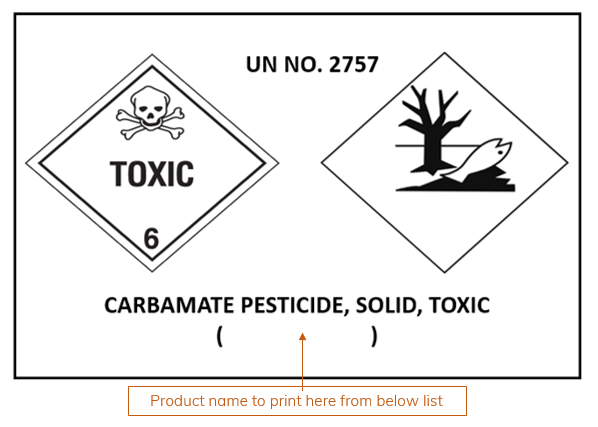 UN NO. 2757
TOXIC
6
CARBAMATE PESTICIDE, SOLID, TOXIC
( )
Product name to print here from below list